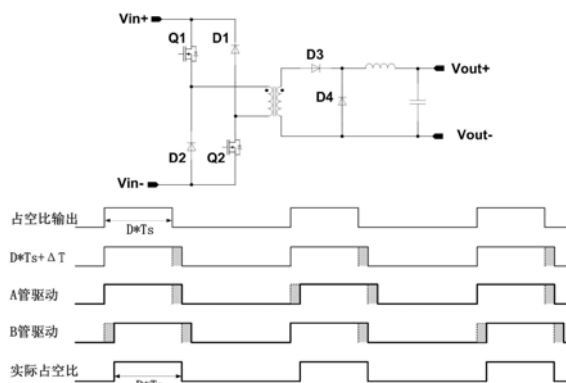 Vin+
Q1
D1
D3
Vout+
D4
D2
Q2
Vout-
Vin-
占空比输出
D*Ts
D*Ts+ΔT
A管驱动
B管驱动
实际占空比